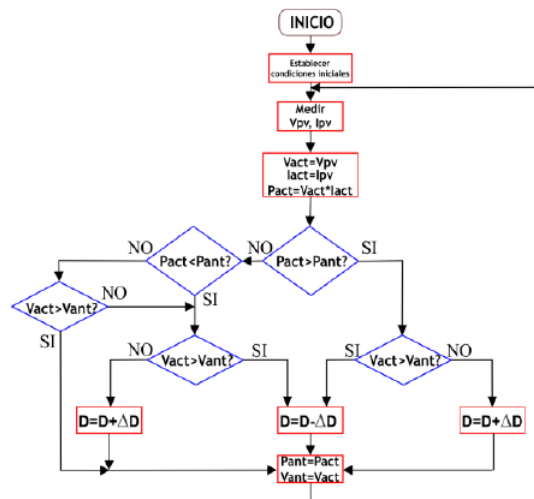 INICIO
Establecer
condiciones iniciales
Medir
Vpv, Ipv
Vact=Vpv
Iact=Ipv
Pact=Vact*Iact
NO
Pact<Pant?
NO
Pact>Pant?
SI
Vact>Vant?
NO
SI
SI
NO
Vact>Vant?
SI
SI
Vact>Vant?
NO
D=D+ΔD
D=D-ΔD
D=D+ΔD
Pant=Pact
Vant=Vact